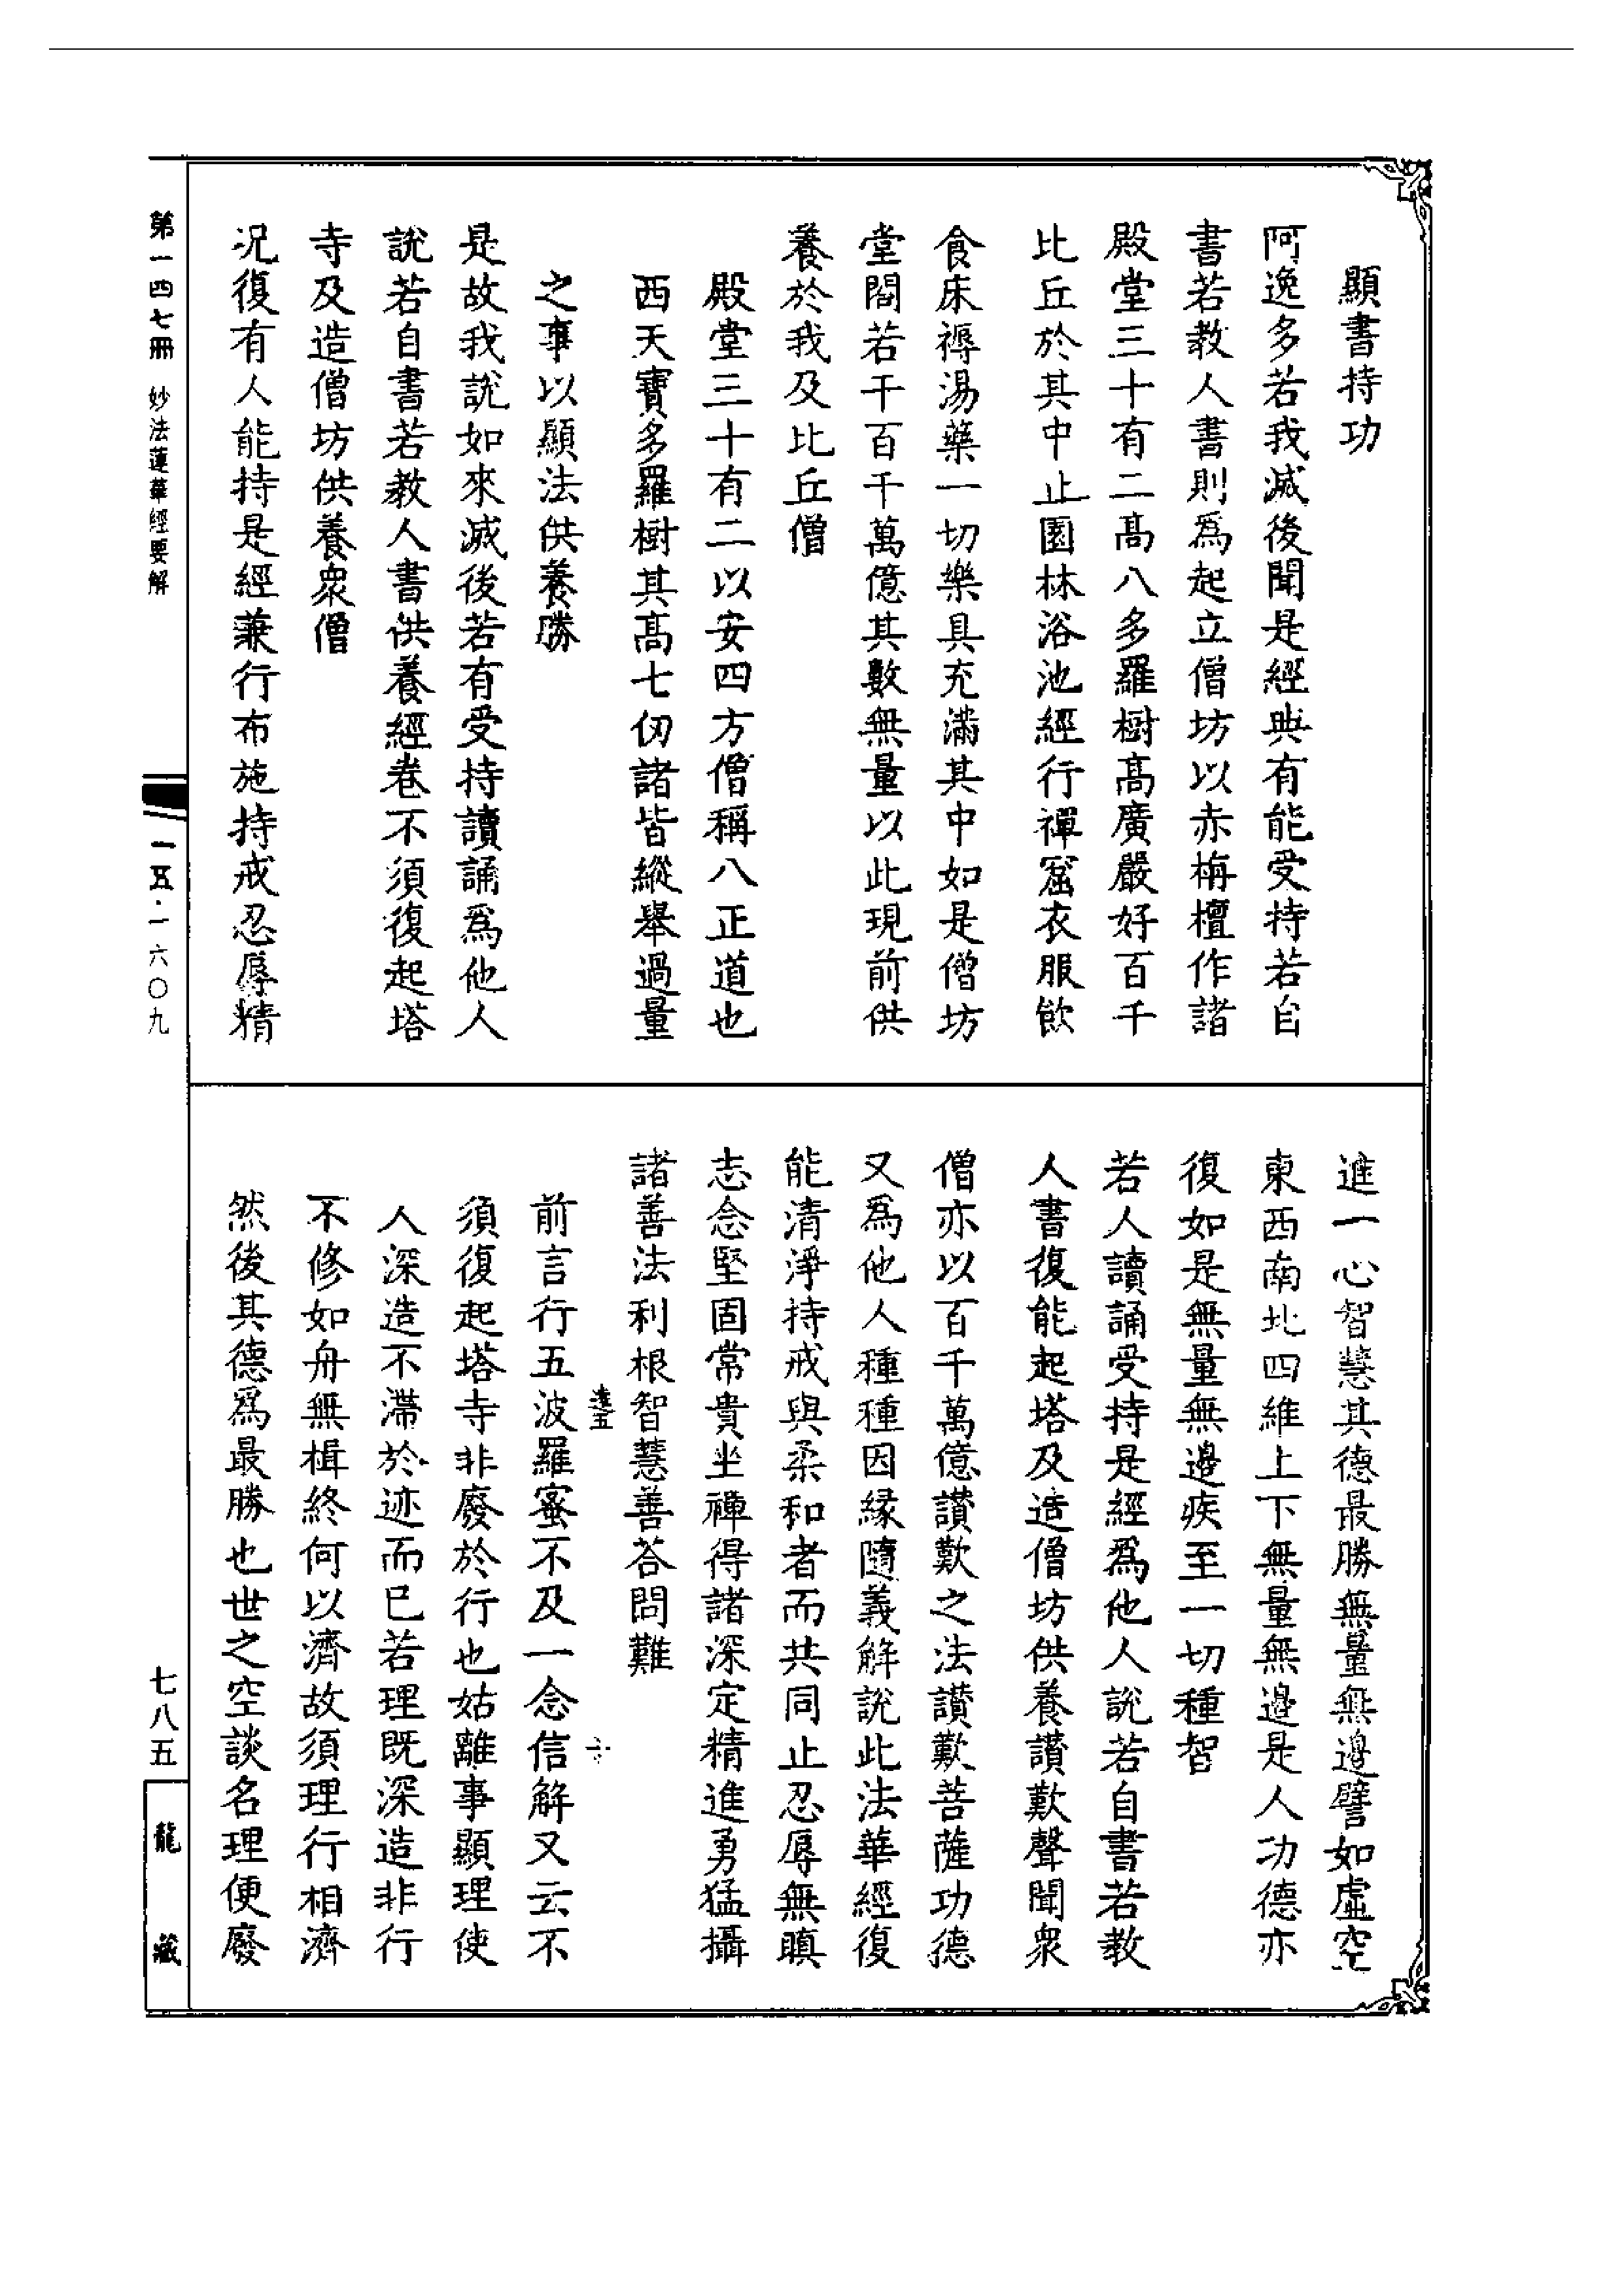 顯書持功
阿逸多若我滅後聞是經典有能受持若自
書若教人書則爲起立僧坊以赤栴檀作諸
殿堂三十有二高八多羅樹高廣嚴好百千
比丘於其中止園林浴池經行禪窟衣服飲
食床褥湯藥一切樂具充滿其中如是僧坊
堂閣若干百千萬億其數無量以此現前供
養於我及比丘僧
殿堂三十有二以安四方僧稱八正道也
西天寶多羅樹其高七仞諸皆縱舉過量
之事以顯法供養勝
是故我說如來滅後若有受持讀誦爲他人
說若自書若教人書供養經卷不須復起塔
寺及造僧坊供養衆僧
况復有人能持是經兼行布施持戒忍辱精
進一心智慧其德最勝無量無邊譬如虛空
東西南北四維上下無量無邊是人功德亦
復如是無量無邊疾至一切種智
若人讀誦受持是經爲他人說若自書若教
人書復能起塔及造僧坊供養讚歎聲聞衆
僧亦以百千萬億讚歎之法讚歎菩薩功德
又爲他人種種因緣隨義解說此法華經復
能清淨持戒與柔和者而共同止忍辱無瞋
志念堅固常貴坐禪得諸深定精進勇猛攝
諸善法利根智慧善荅問難
前言行五波羅蜜不及一念信解又云不
須復起塔寺非廢於行也姑離事顯理使
人深造不滯於迹而已若理既深造非行
不修如舟無楫終何以濟故須理行相濟
然後其德爲最勝也世之空談名理便廢
第一四七冊 妙法蓮華經要解
一五·一六〇九
七八五
龍藏